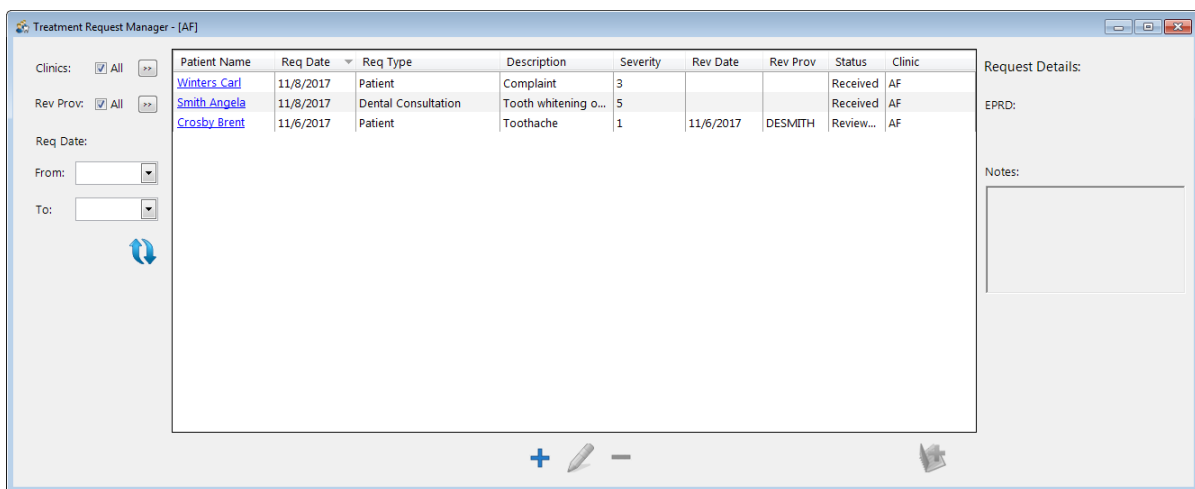 Treatment Request Manager - [AF]
Clinics: All >>
Rev Prov: All >>
Req Date:
From:
To:
Patient Name Req Date Req Type Description Severity Rev Date Rev Prov Status Clinic
Winters Carl 11/8/2017 Patient Complaint 3 Received AF
Smith Angela 11/8/2017 Dental Consultation Tooth whitening o... 5 Received AF
Crosby Brent 11/6/2017 Patient Toothache 1 11/6/2017 DESMITH Review... AF
Request Details:
EPRD:
Notes: